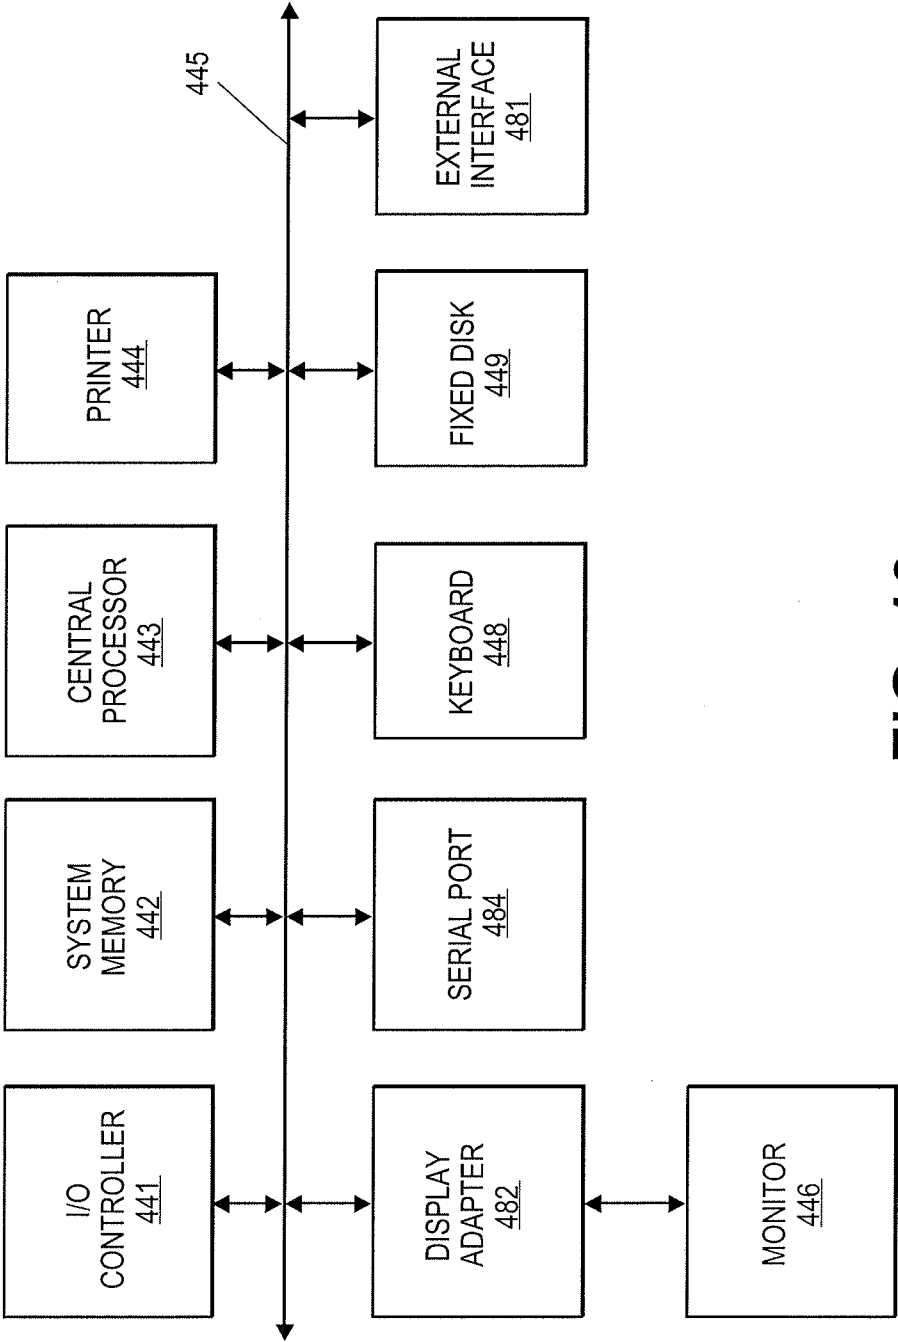 I/O
CONTROLLER
441
SYSTEM
MEMORY
442
CENTRAL
PROCESSOR
443
PRINTER
444
445
DISPLAY
ADAPTER
482
SERIAL PORT
484
KEYBOARD
448
FIXED DISK
449
EXTERNAL
INTERFACE
481
MONITOR
446